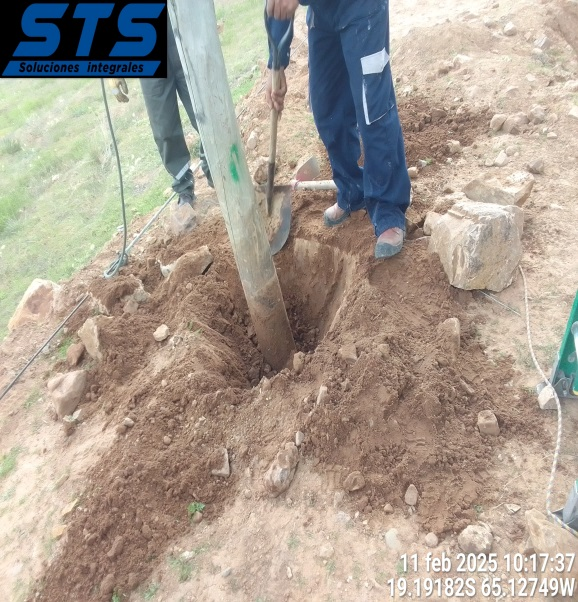 STS
Soluciones integrales
11 feb 2025 10:17:37
19.19182S 65.12749W